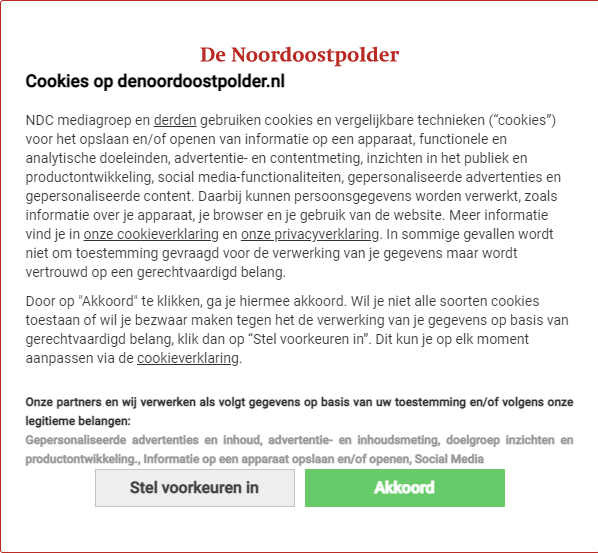 De Noordoostpolder
Cookies op denoordoostpolder.nl
NDC mediagroep en derden gebruiken cookies en vergelijkbare technieken (“cookies”)
voor het opslaan en/of openen van informatie op een apparaat, functionele en
analytische doeleinden, advertentie- en contentmeting, inzichten in het publiek en
productontwikkeling, social media-functionaliteiten, gepersonaliseerde advertenties en
gepersonaliseerde content. Daarbij kunnen persoonsgegevens worden verwerkt, zoals
informatie over je apparaat, je browser en je gebruik van de website. Meer informatie
vind je in onze cookieverklaring en onze privacyverklaring. In sommige gevallen wordt
niet om toestemming gevraagd voor de verwerking van je gegevens maar wordt
vertrouwd op een gerechtvaardigd belang.
Door op "Akkoord" te klikken, ga je hiermee akkoord. Wil je niet alle soorten cookies
toestaan of wil je bezwaar maken tegen het de verwerking van je gegevens op basis van
gerechtvaardigd belang, klik dan op “Stel voorkeuren in”. Dit kun je op elk moment
aanpassen via de cookieverklaring.
Onze partners en wij verwerken als volgt gegevens op basis van uw toestemming en/of volgens onze
legitieme belangen:
Gepersonaliseerde advertenties en inhoud, advertentie- en inhoudsmeting, doelgroep inzichten en
productontwikkeling., Informatie op een apparaat opslaan en/of openen, Social Media
Stel voorkeuren in
Akkoord